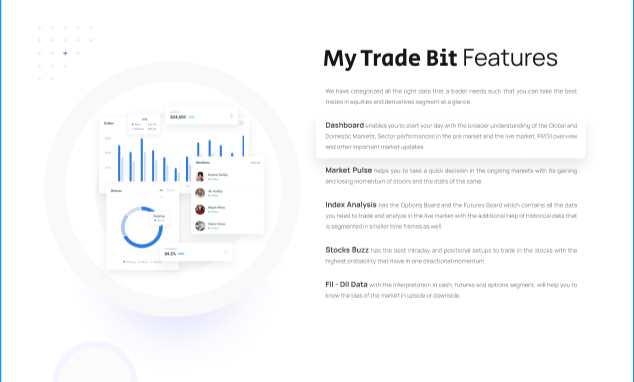 My Trade Bit Features
We have categorized all the right data that a trader needs such that you can take the best
trades in equities and derivatives segment at a glance.
Dashboard enables you to start your day with the broader understanding of the Global and
Domestic Markets, Sector performances in the pre market and the live market, FII/DII overview
and other important market updates.
Market Pulse helps you to take a quick decision in the ongoing markets with its gaining
and losing momentum of stocks and the stats of the same.
Index Analysis has the Options Board and the Futures Board which contains all the data
you need to trade and analyze in the live market with the additional help of historical data that
is segmented in smaller time frames as well.
Stocks Buzz has the best intraday and positional setups to trade in the stocks with the
highest probability that move in one directional momentum.
FII - DII Data with the interpretation in cash, futures and options segment, will help you to
know the bias of the market in upside or downside.